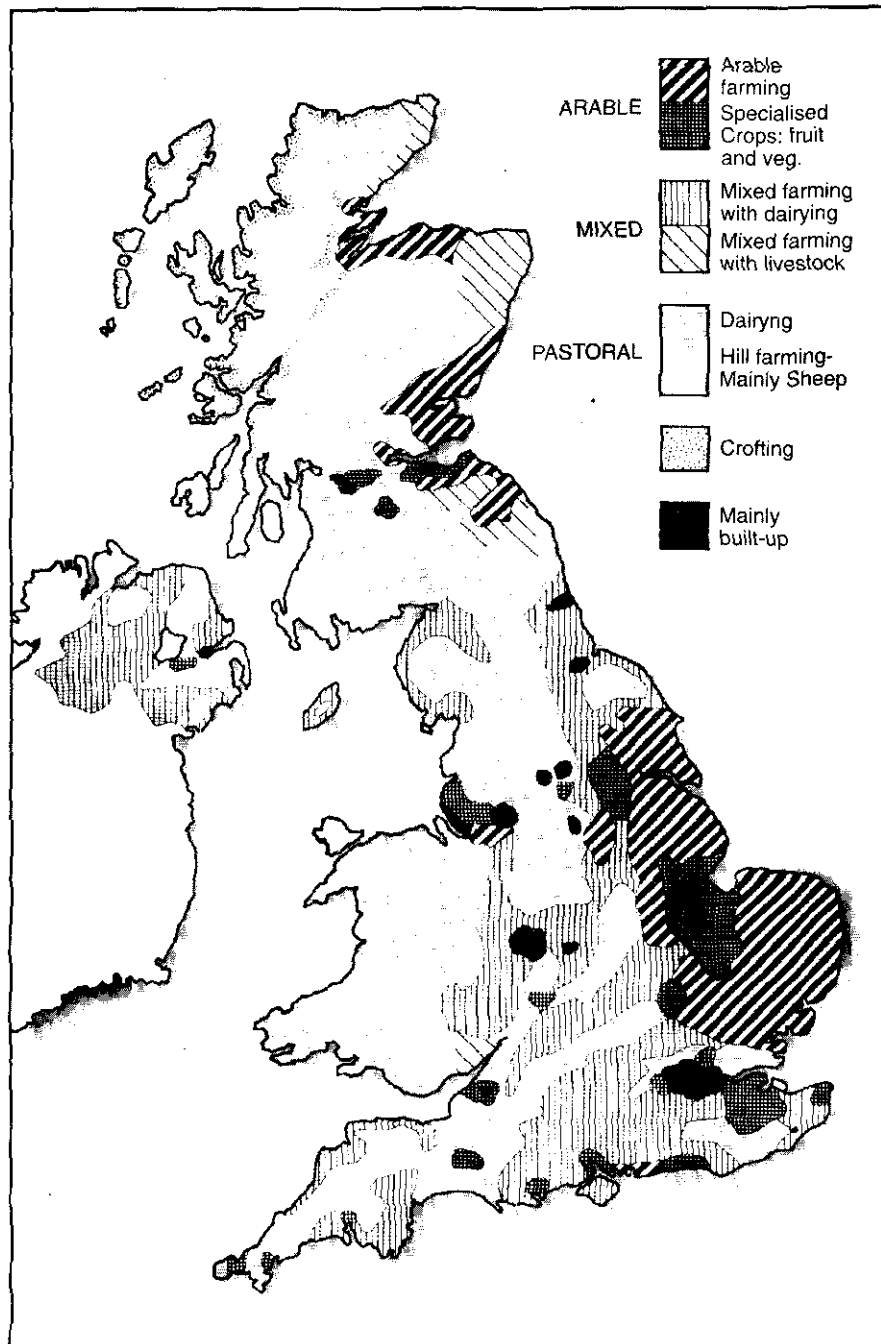 ARABLE
Arable
farming
Specialised
Crops: fruit
and veg.
MIXED
Mixed farming
with dairying
Mixed farming
with livestock
PASTORAL
Dairyng
Hill farming-
Mainly Sheep
Crofting
Mainly
built-up